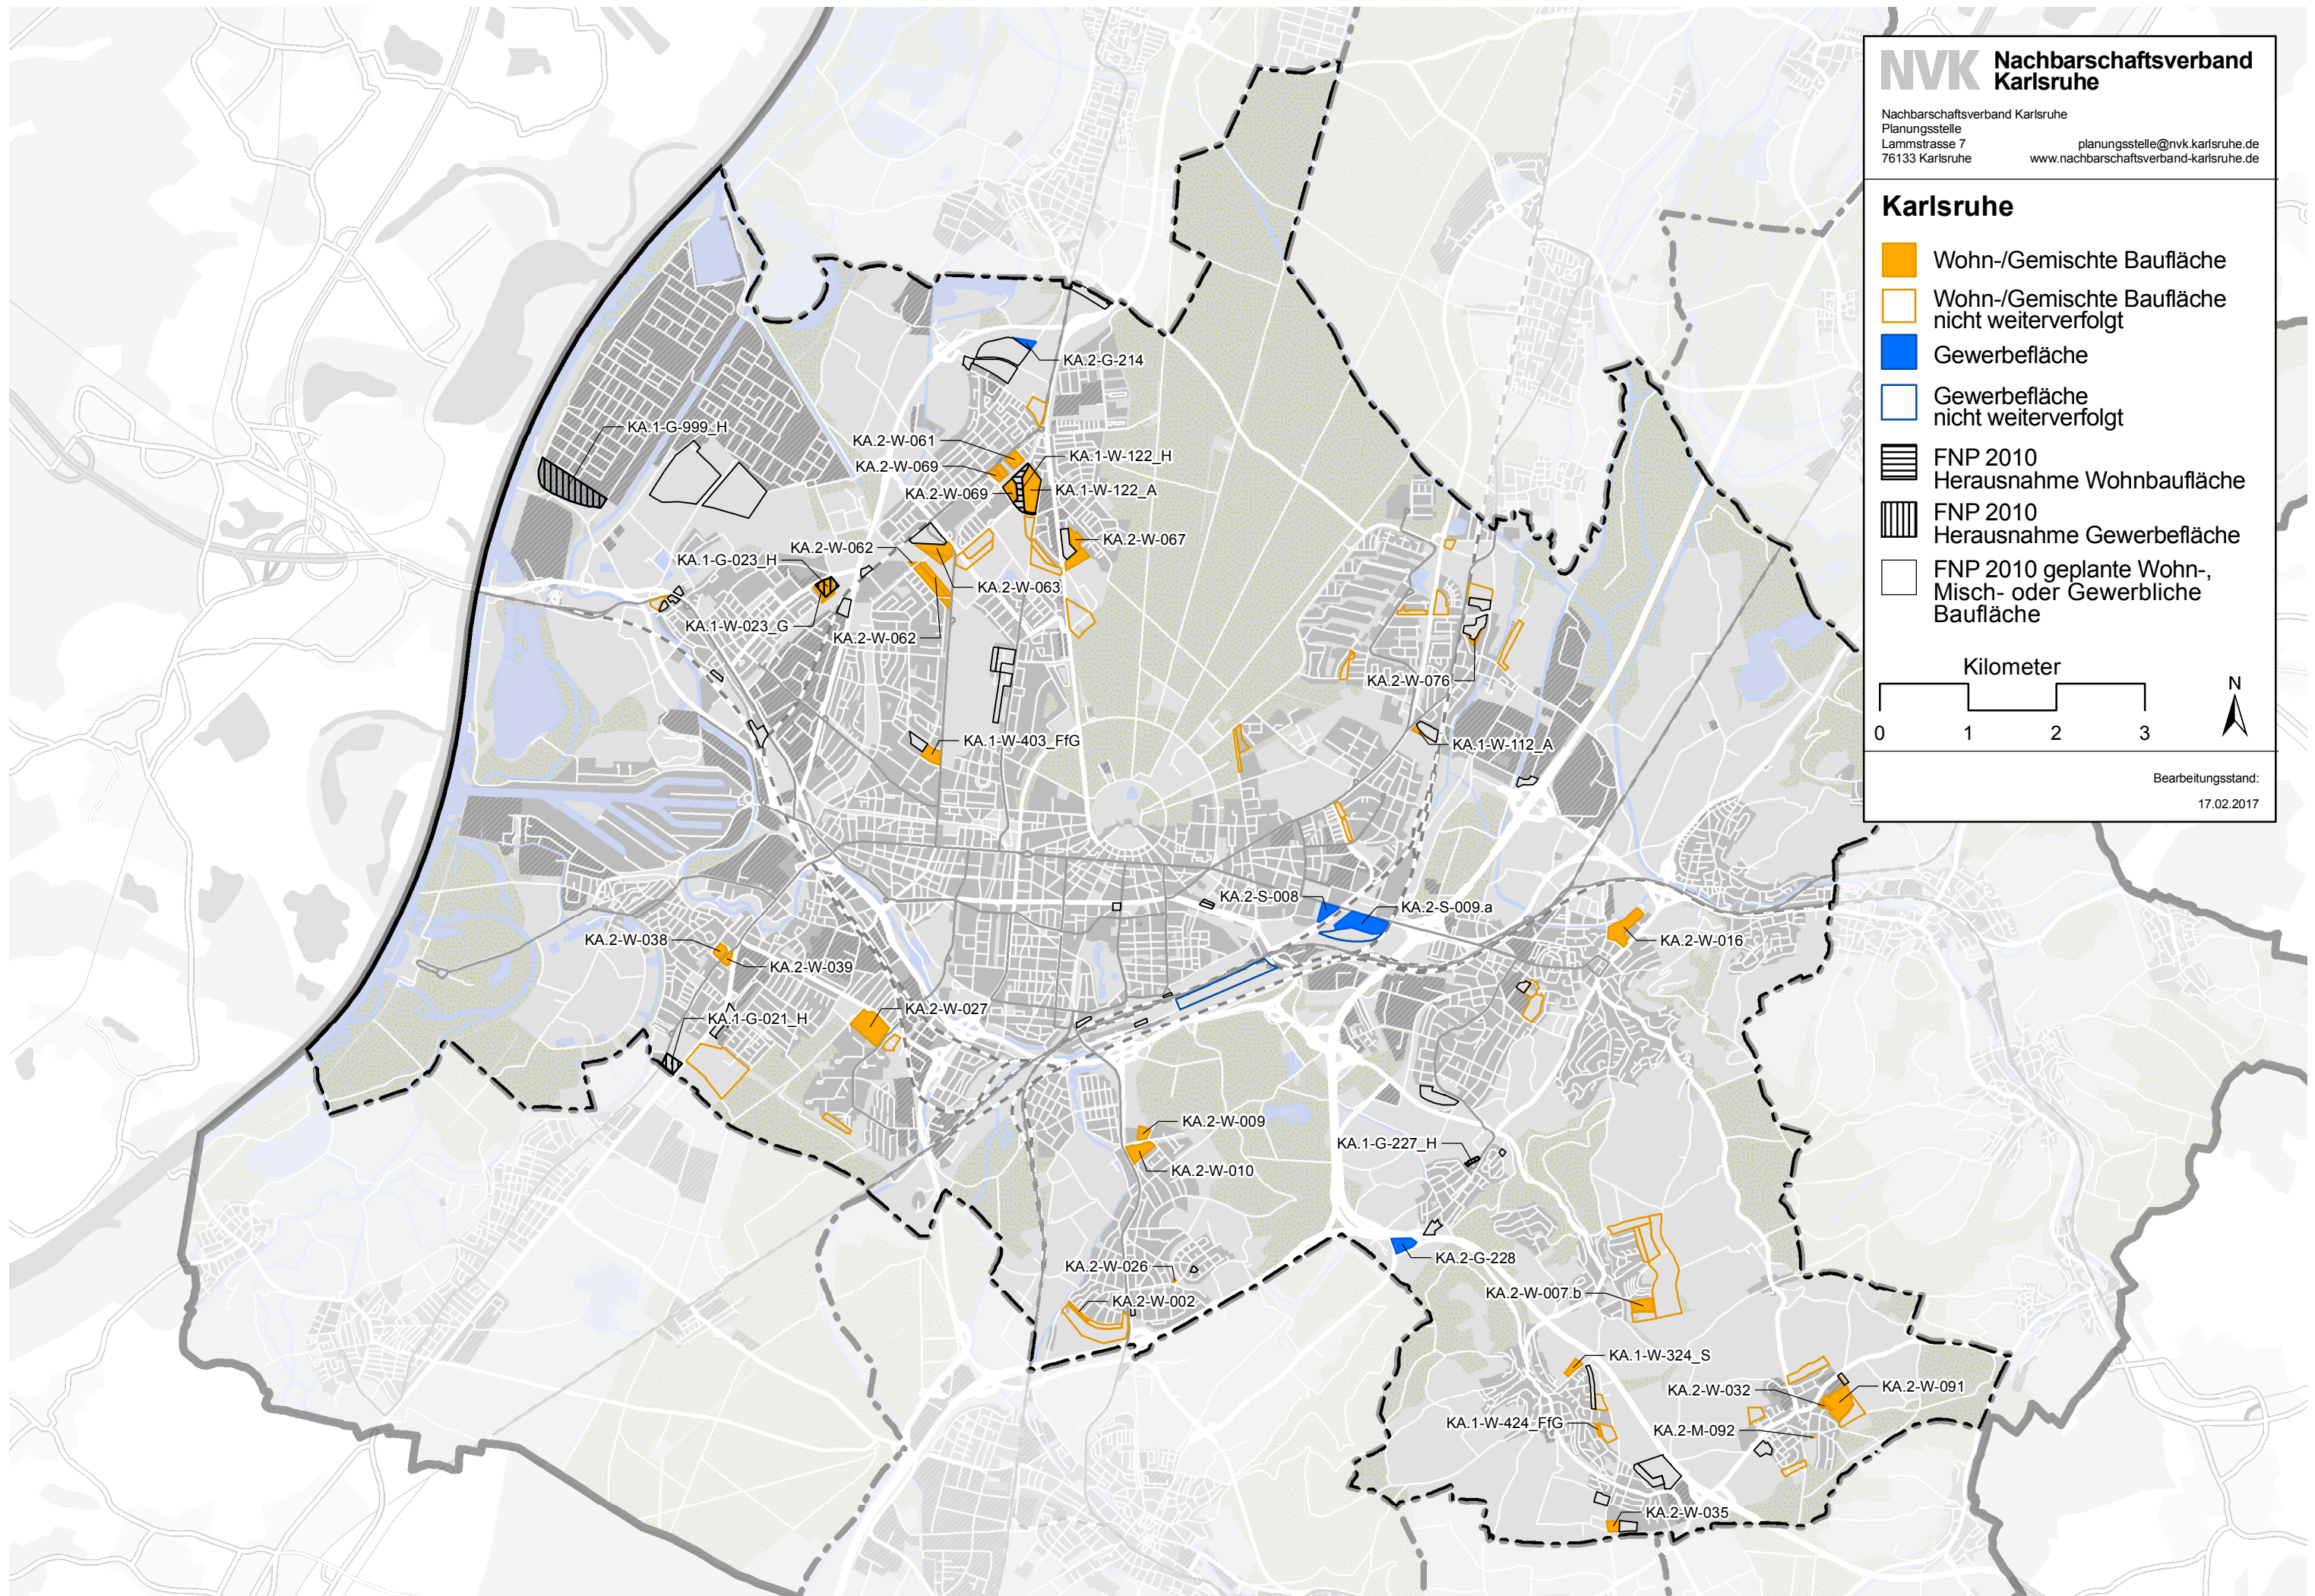 NVK Nachbarschaftsverband
Karlsruhe
Nachbarschaftsverband Karlsruhe
Planungsstelle
Lammstrasse 7 planungsstelle@nvk.karlsruhe.de
76133 Karlsruhe www.nachbarschaftsverband-karlsruhe.de
Karlsruhe
Wohn-/Gemischte Baufläche
Wohn-/Gemischte Baufläche
nicht weiterverfolgt
Gewerbefläche
Gewerbefläche
nicht weiterverfolgt
FNP 2010
Herausnahme Wohnbaufläche
FNP 2010
Herausnahme Gewerbefläche
FNP 2010 geplante Wohn-,
Misch- oder Gewerbliche
Baufläche
Kilometer
0 1 2 3
N
Bearbeitungsstand:
17.02.2017
KA.2-G-214
KA.1-G-999_H
KA.2-W-061
KA.1-W-122_H
KA.2-W-069
KA.2-W-069
KA.1-W-122_A
KA.2-W-067
KA.2-W-062
KA.1-G-023_H
KA.2-W-063
KA.1-W-023_G
KA.2-W-062
KA.2-W-076
KA.1-W-403_FfG
KA.1-W-112_A
KA.2-S-008
KA.2-S-009.a
KA.2-W-038
KA.2-W-016
KA.2-W-039
KA.2-W-027
KA.1-G-021_H
KA.2-W-009
KA.1-G-227_H
KA.2-W-010
KA.2-G-228
KA.2-W-026
KA.2-W-007.b
KA.2-W-002
KA.1-W-324_S
KA.2-W-032
KA.2-W-091
KA.1-W-424_FfG
KA.2-M-092
KA.2-W-035